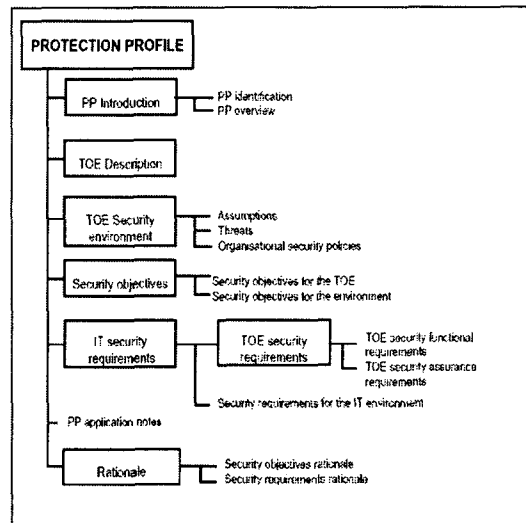 PROTECTION PROFILE
PP Introduction
PP identification
PP overview
TOE Description
TOE Security
environment
Assumptions
Threats
Organisational security policies
Security objectives
Security objectives for the TOE
Security objectives for the environment
IT security
requirements
TOE security
requirements
TOE security functional
requirements
TOE security assurance
requirements
Security requirements for the IT environment
PP application notes
Rationale
Security objectives rationale
Security requirements rationale